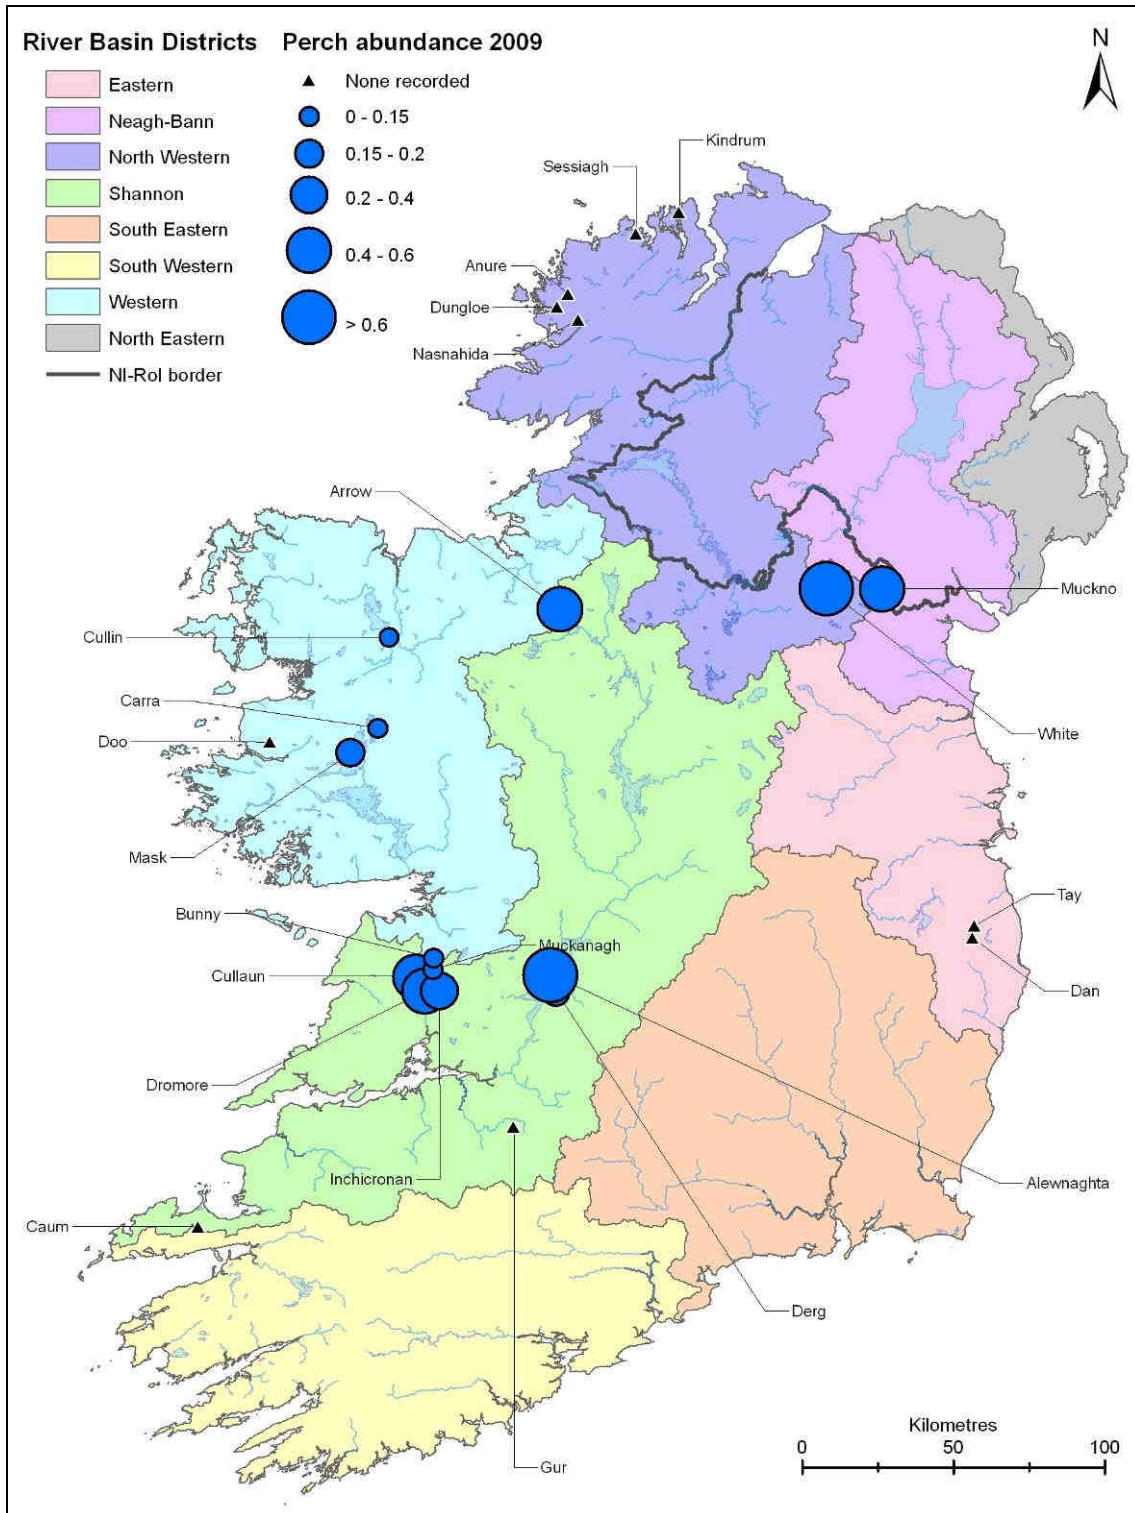 River Basin Districts
Eastern
Neagh-Bann
North Western
Shannon
South Eastern
South Western
Western
North Eastern
NI-RoI border
Perch abundance 2009
None recorded
0 - 0.15
0.15 - 0.2
0.2 - 0.4
0.4 - 0.6
> 0.6
N
Kindrum
Sessiagh
Anure
Dungloe
Nasnahida
Arrow
Muckno
Cullin
Carra
Doo
White
Mask
Tay
Bunny
Muckanagh
Cullaun
Dan
Dromore
Inchicronan
Alewnaghta
Caum
Derg
Gur
Kilometres
0 50 100